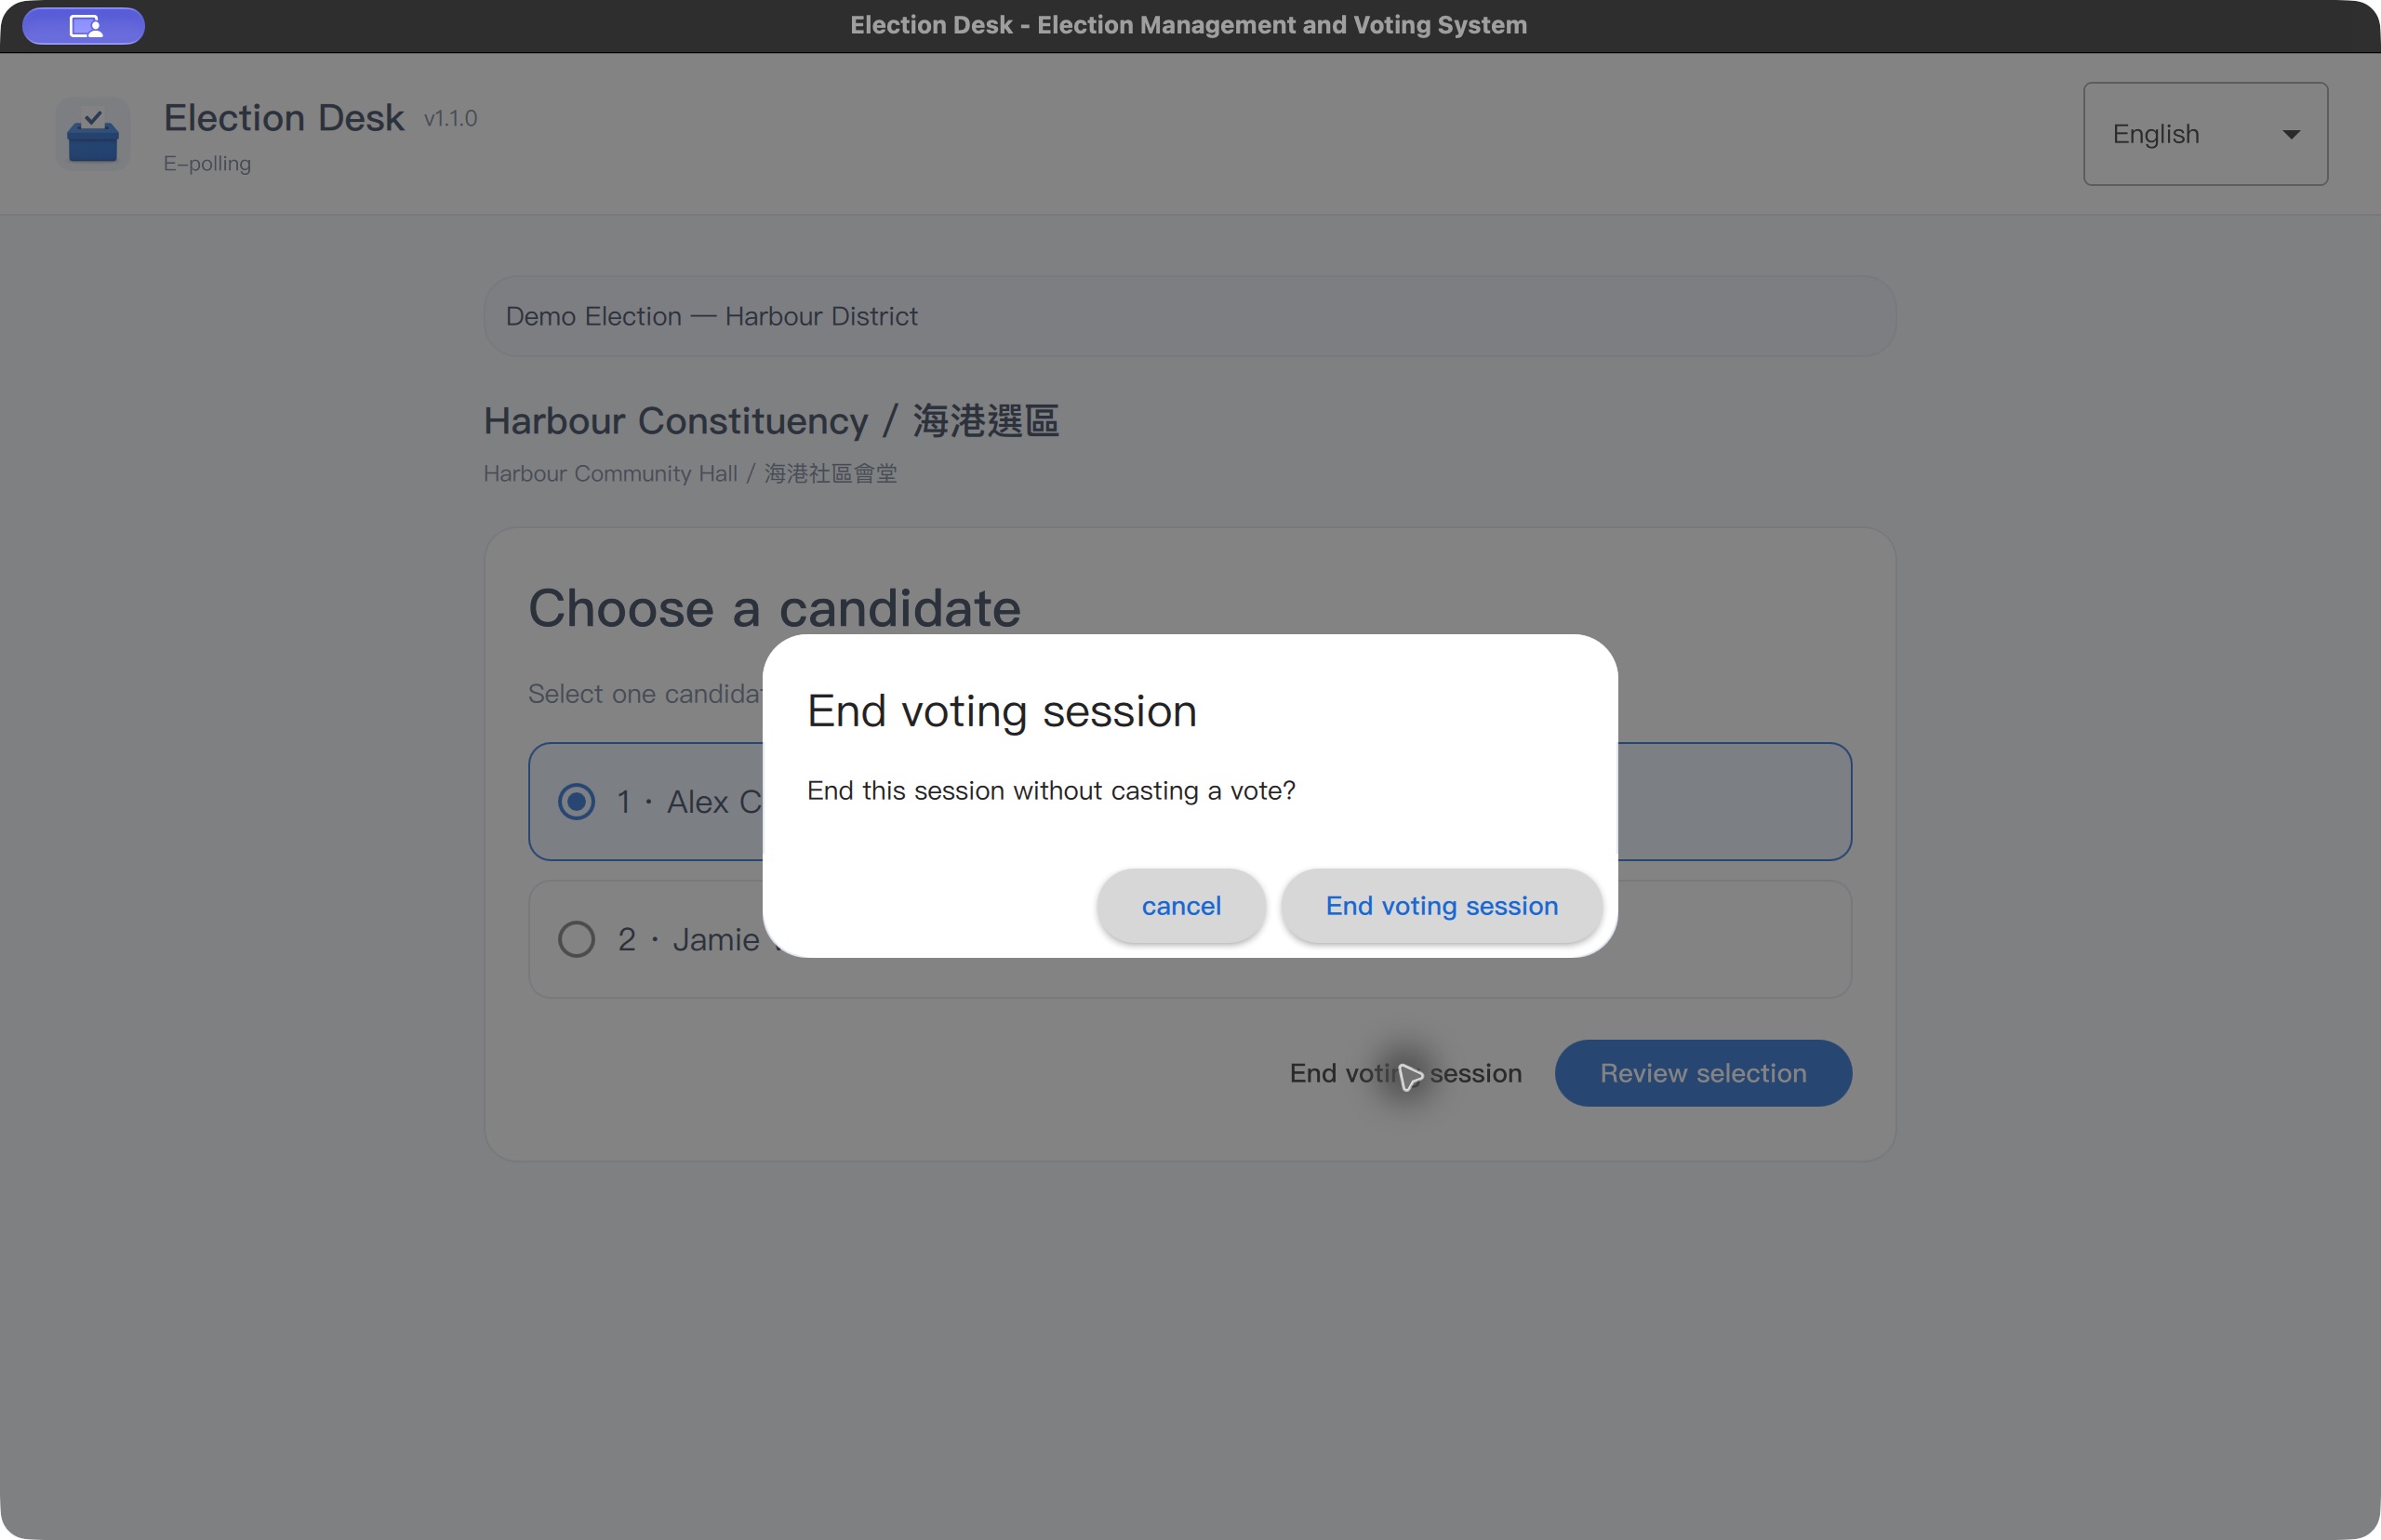 Election Desk - Election Management and Voting System
Election Desk v1.1.0
E-polling
English
Demo Election — Harbour District
Harbour Constituency / 海港選區
Harbour Community Hall / 海港社區會堂
Choose a candidate
Select one
End voting session
End this session without casting a vote?
1 · Alex
cancel
End voting session
2 · Jamie
End voting session
Review selection